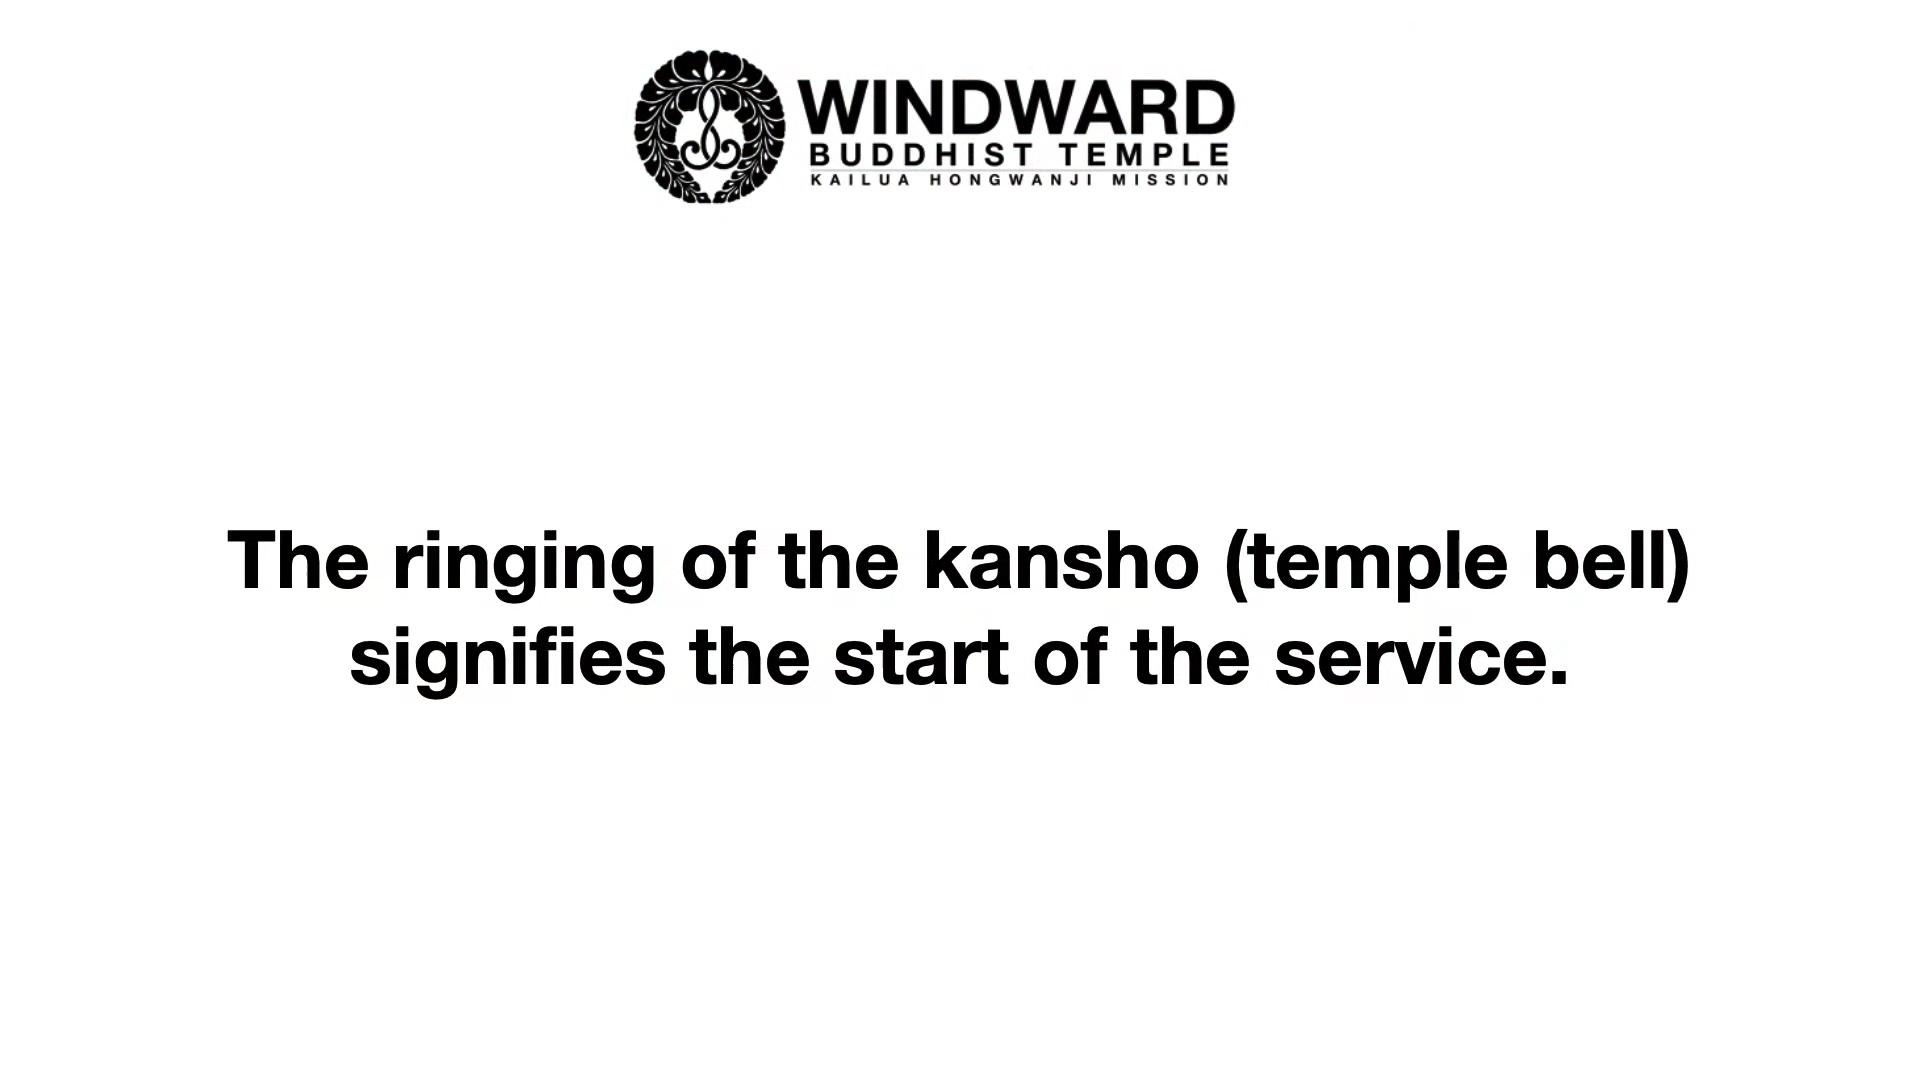 WINDWARD
BUDDHIST TEMPLE
KAILUA HONGWANJI MISSION
The ringing of the kansho (temple bell)
signifies the start of the service.